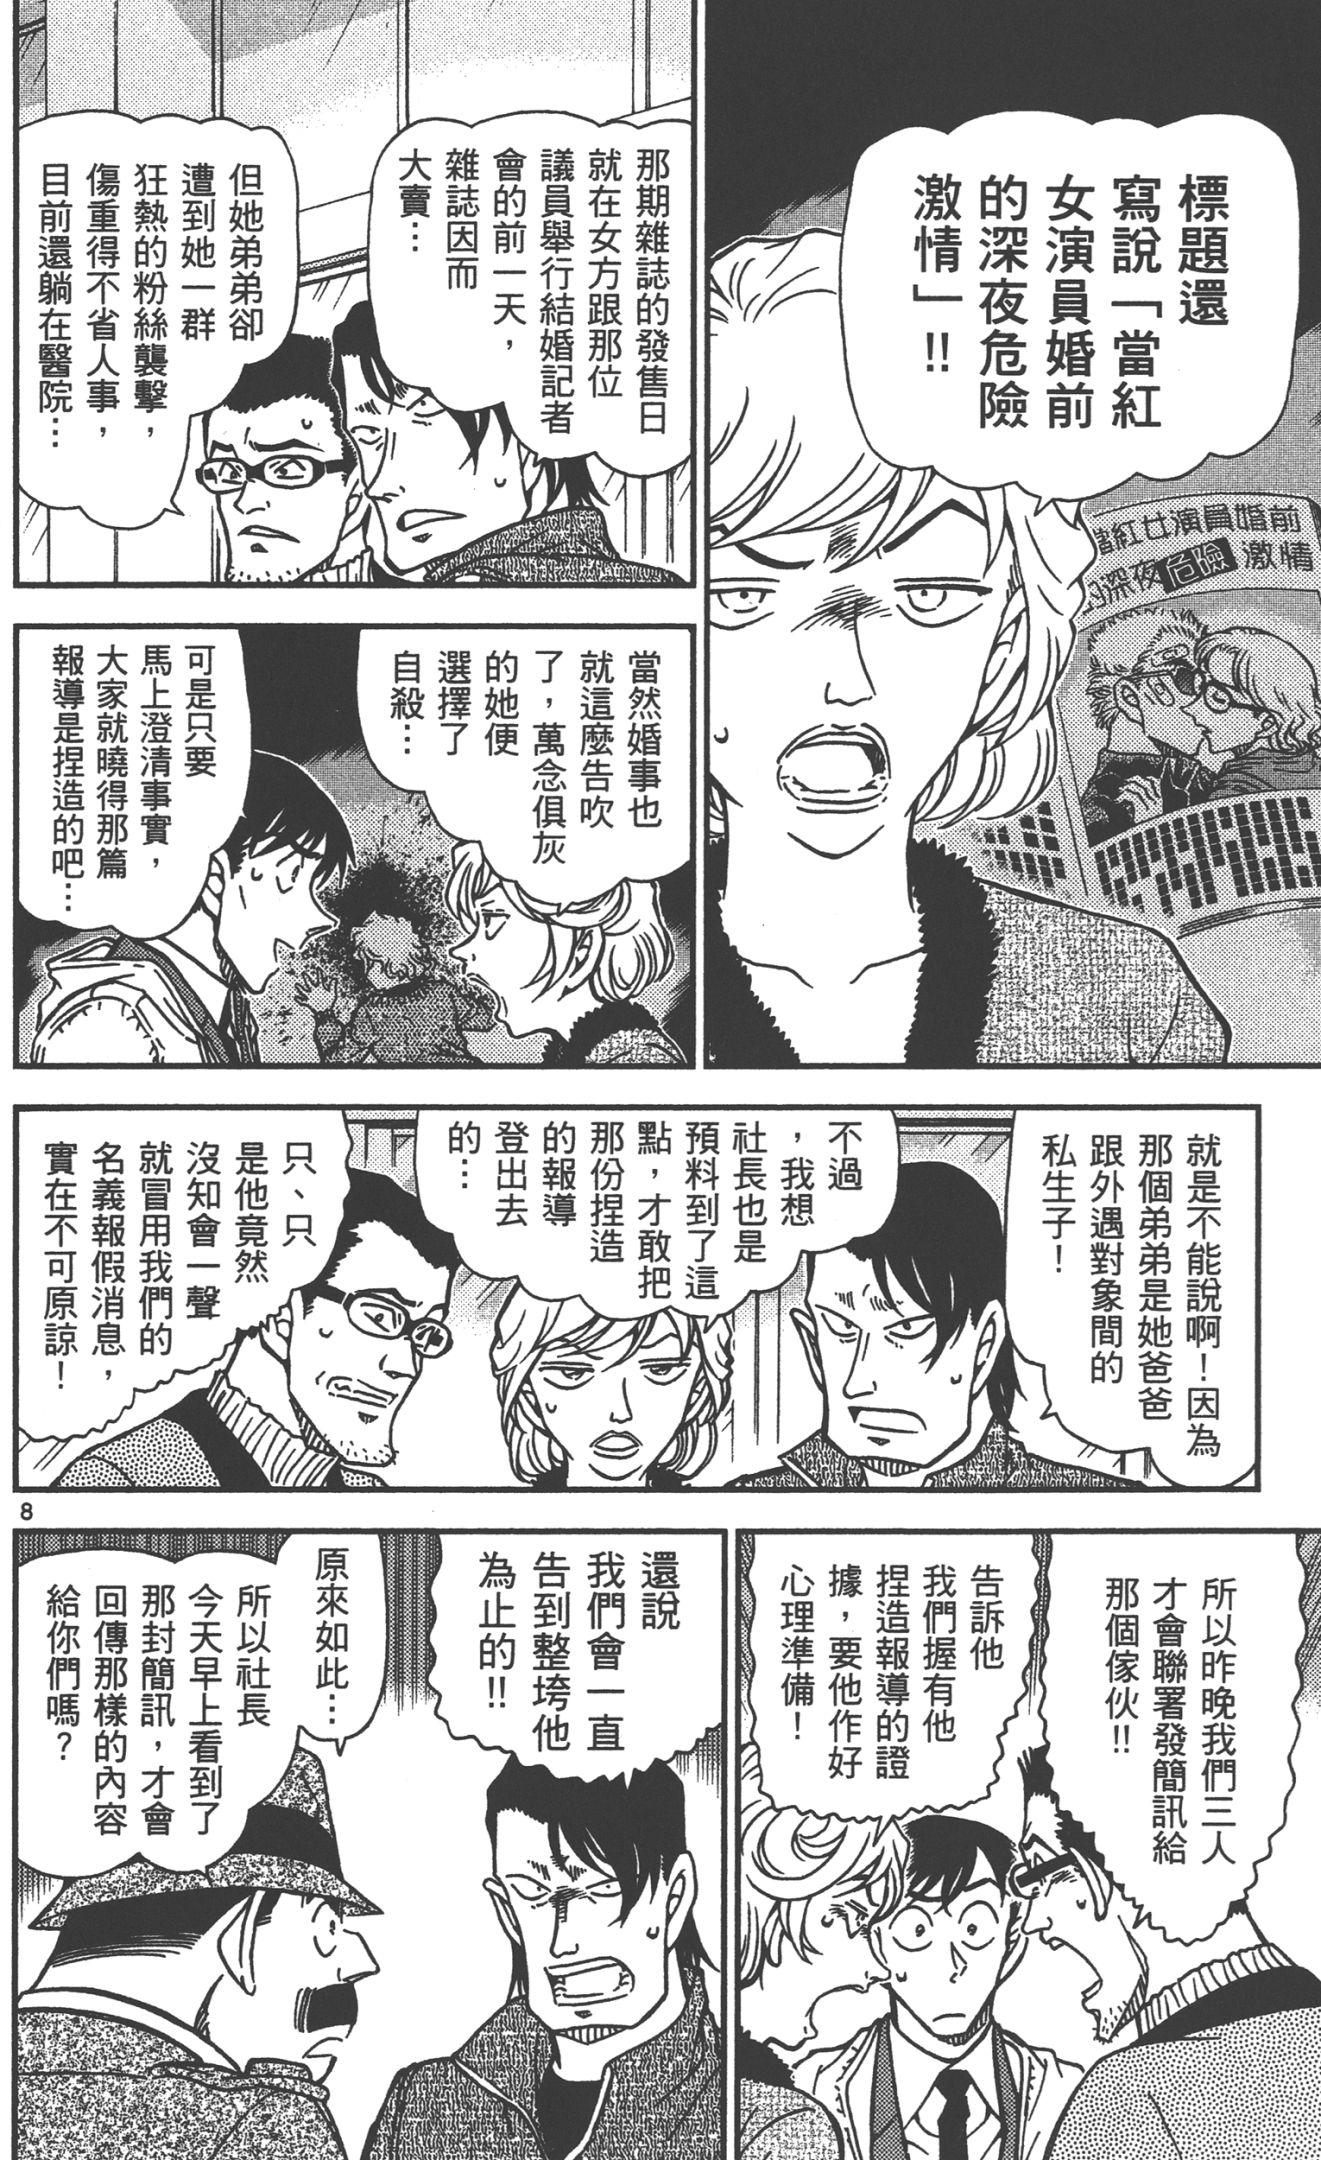 標題還
寫說「當紅
女演員婚前
的深夜危險
激情」!!
當紅女演員婚前
的深夜危險激情
那期雜誌的發售日
就在女方跟那位
議員舉行結婚記者
會的前一天，
雜誌因而
大賣…
但她弟弟卻
遭到她一群
狂熱的粉絲襲擊，
傷重得不省人事，
目前還躺在醫院…
當然婚事也
就這麼告吹
了，萬念俱灰
的她便
選擇了
自殺…
可是只要
馬上澄清事實，
大家就曉得那篇
報導是捏造的吧…
就是不能說啊！因為
那個弟弟是她爸爸
跟外遇對象間的
私生子！
不過
，我想
社長也是
預料到了這
點，才敢把
那份捏造
的報導
登出去
的…
只、只
是他竟然
沒知會一聲
就冒用我們的
名義報假消息，
實在不可原諒！
8
所以昨晚我們三人
才會聯署發簡訊給
那個傢伙!!
告訴他
我們握有他
捏造報導的證
據，要他作好
心理準備！
還說
我們會一直
告到整垮他
為止的!!
原來如此…
所以社長
今天早上看到了
那封簡訊，才會
回傳那樣的內容
給你們嗎？